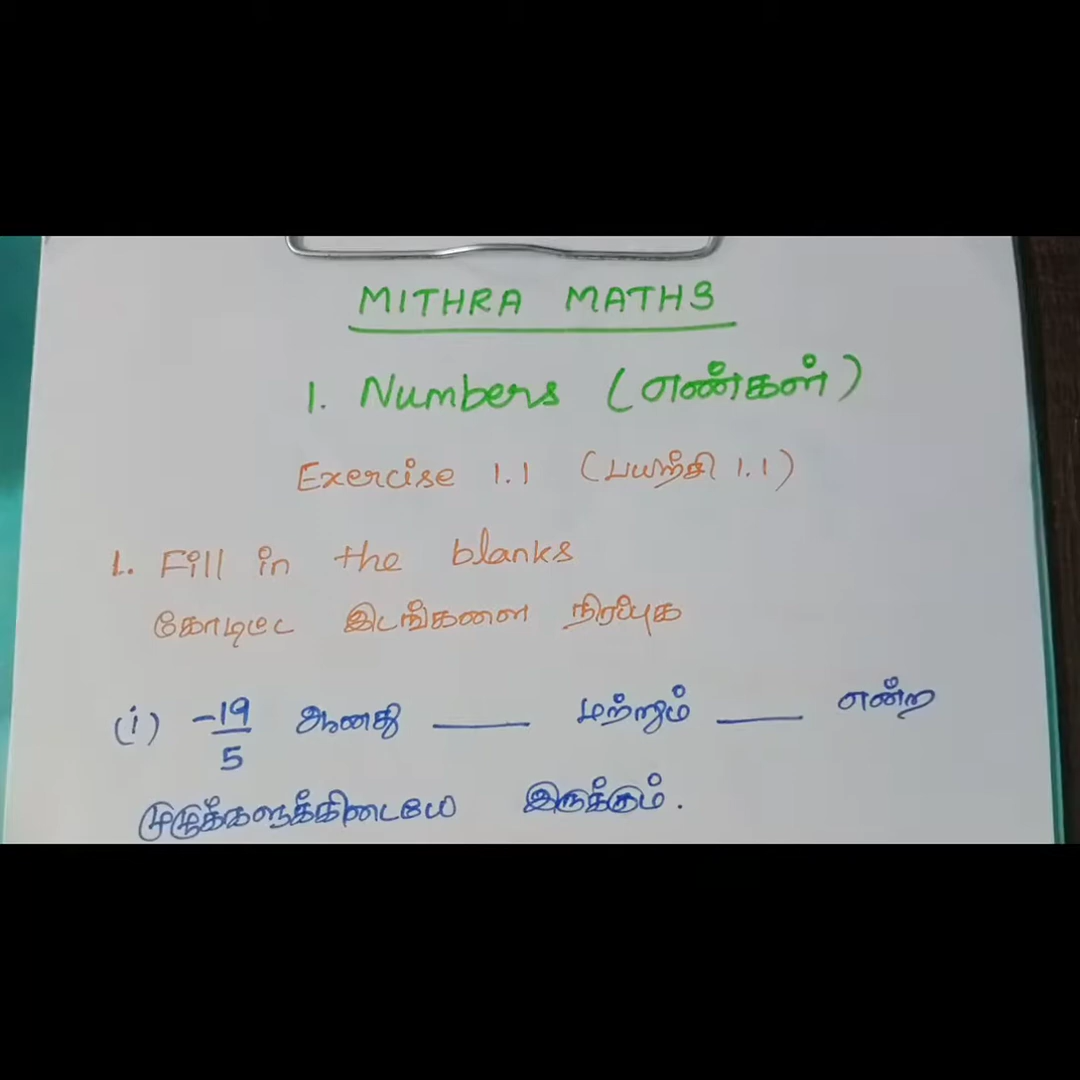 MITHRA MATHS
1. Numbers (எண்கள்)
Exercise 1.1 (பயிற்சி 1.1)
1. Fill in the blanks
கோடிட்ட இடங்களை நிரப்புக
(i) -19/5 ஆனது ____ மற்றும் ____ என்ற
முழுக்களுக்கிடையே இருக்கும்.